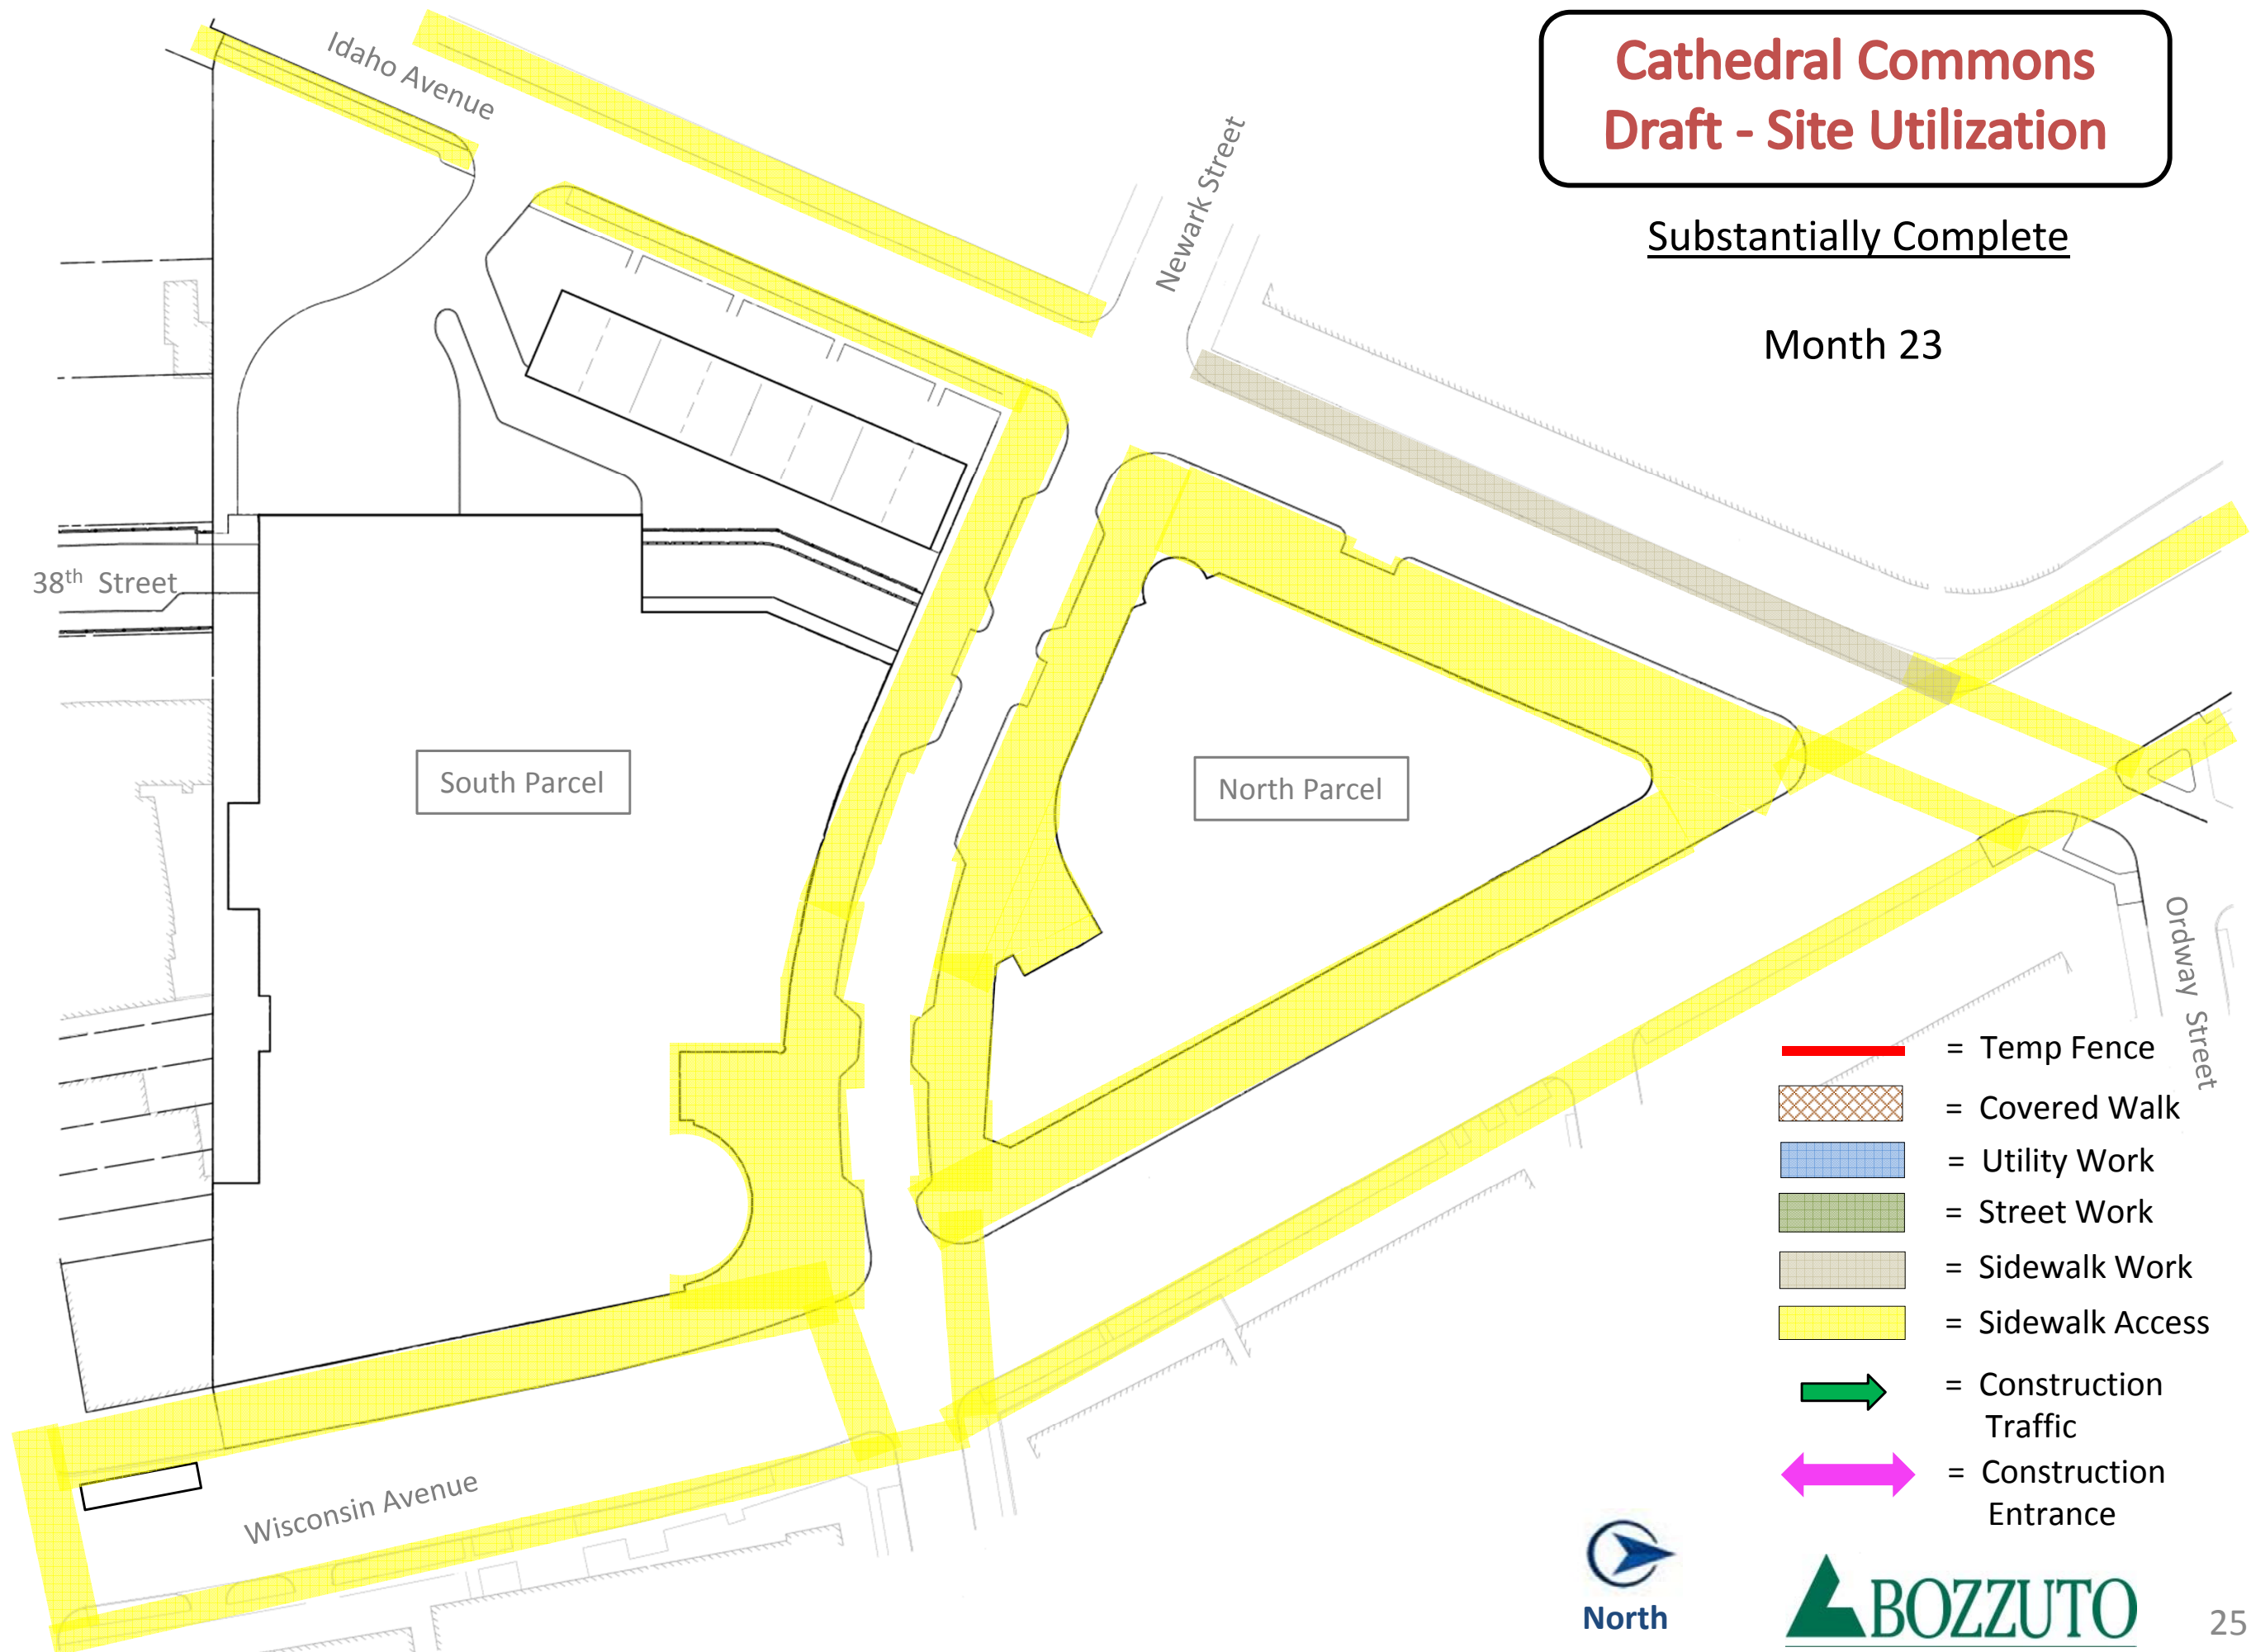 Cathedral Commons
Draft - Site Utilization
Substantially Complete
Month 23
Idaho Avenue
Newark Street
38th Street
South Parcel
North Parcel
Ordway Street
Wisconsin Avenue
= Temp Fence
= Covered Walk
= Utility Work
= Street Work
= Sidewalk Work
= Sidewalk Access
= Construction
Traffic
= Construction
Entrance
North
BOZZUTO
25